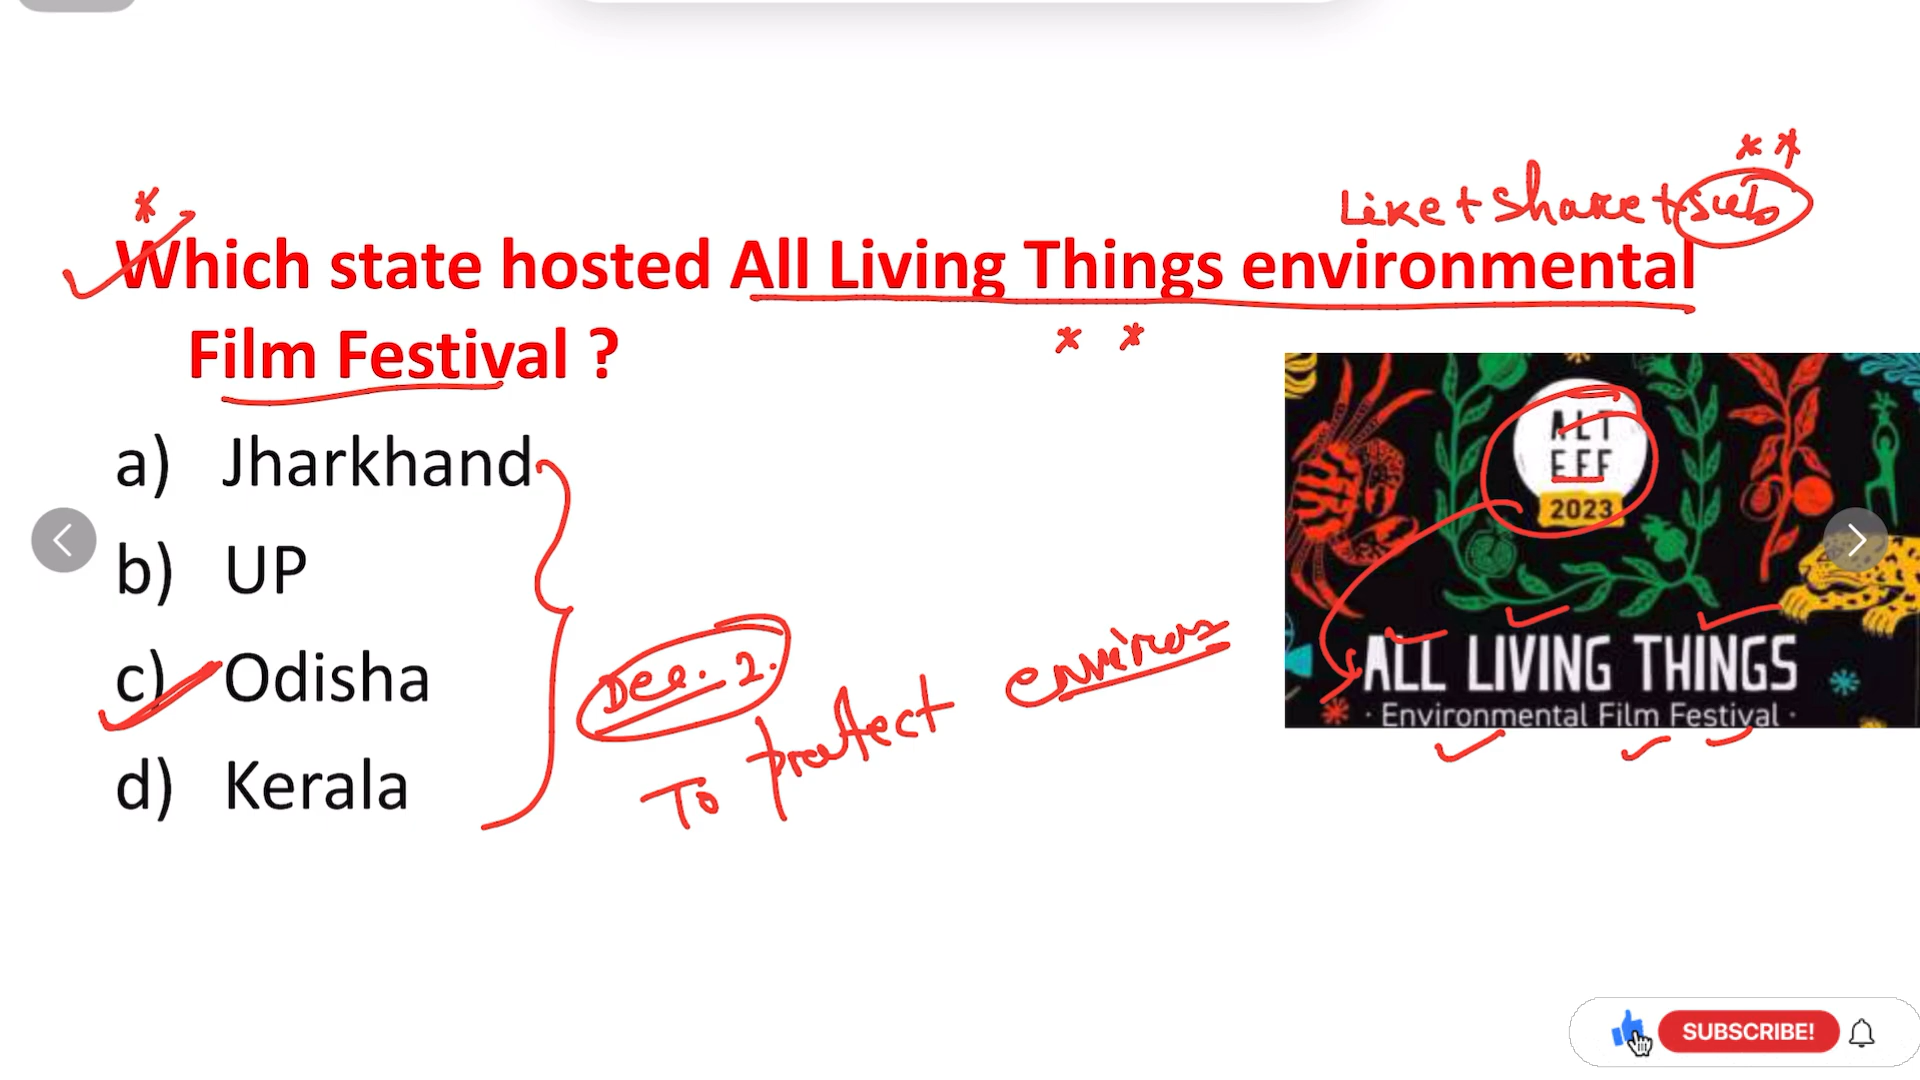 Like + Share + Sub
Which state hosted All Living Things environmental
Film Festival ?
a) Jharkhand
b) UP
c) Odisha
d) Kerala
Dec. 2.
To protect
ALT
EFF
2023
ALL LIVING THINGS
· Environmental Film Festival ·
SUBSCRIBE!